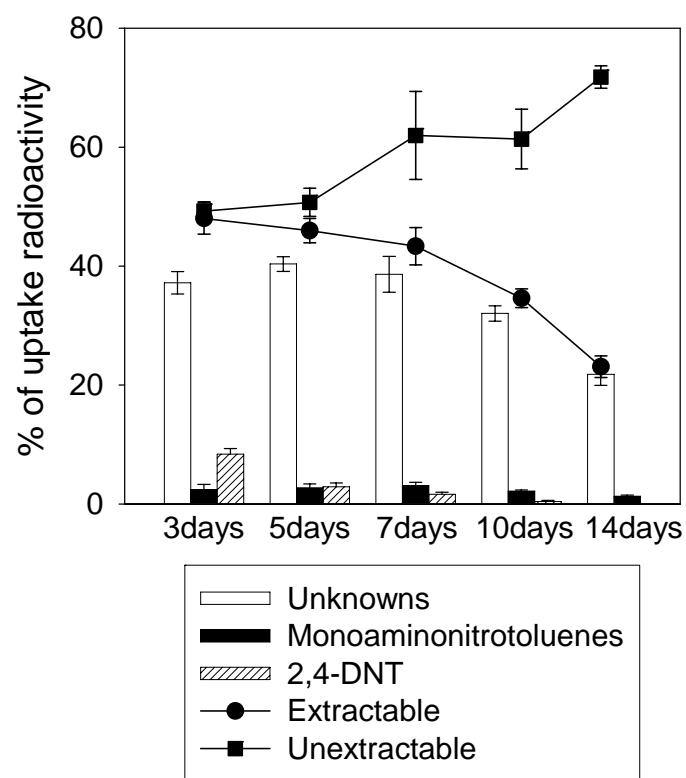 % of uptake radioactivity
80
60
40
20
0
3days 5days 7days 10days 14days
Unknowns
Monoaminonitrotoluenes
2,4-DNT
Extractable
Unextractable